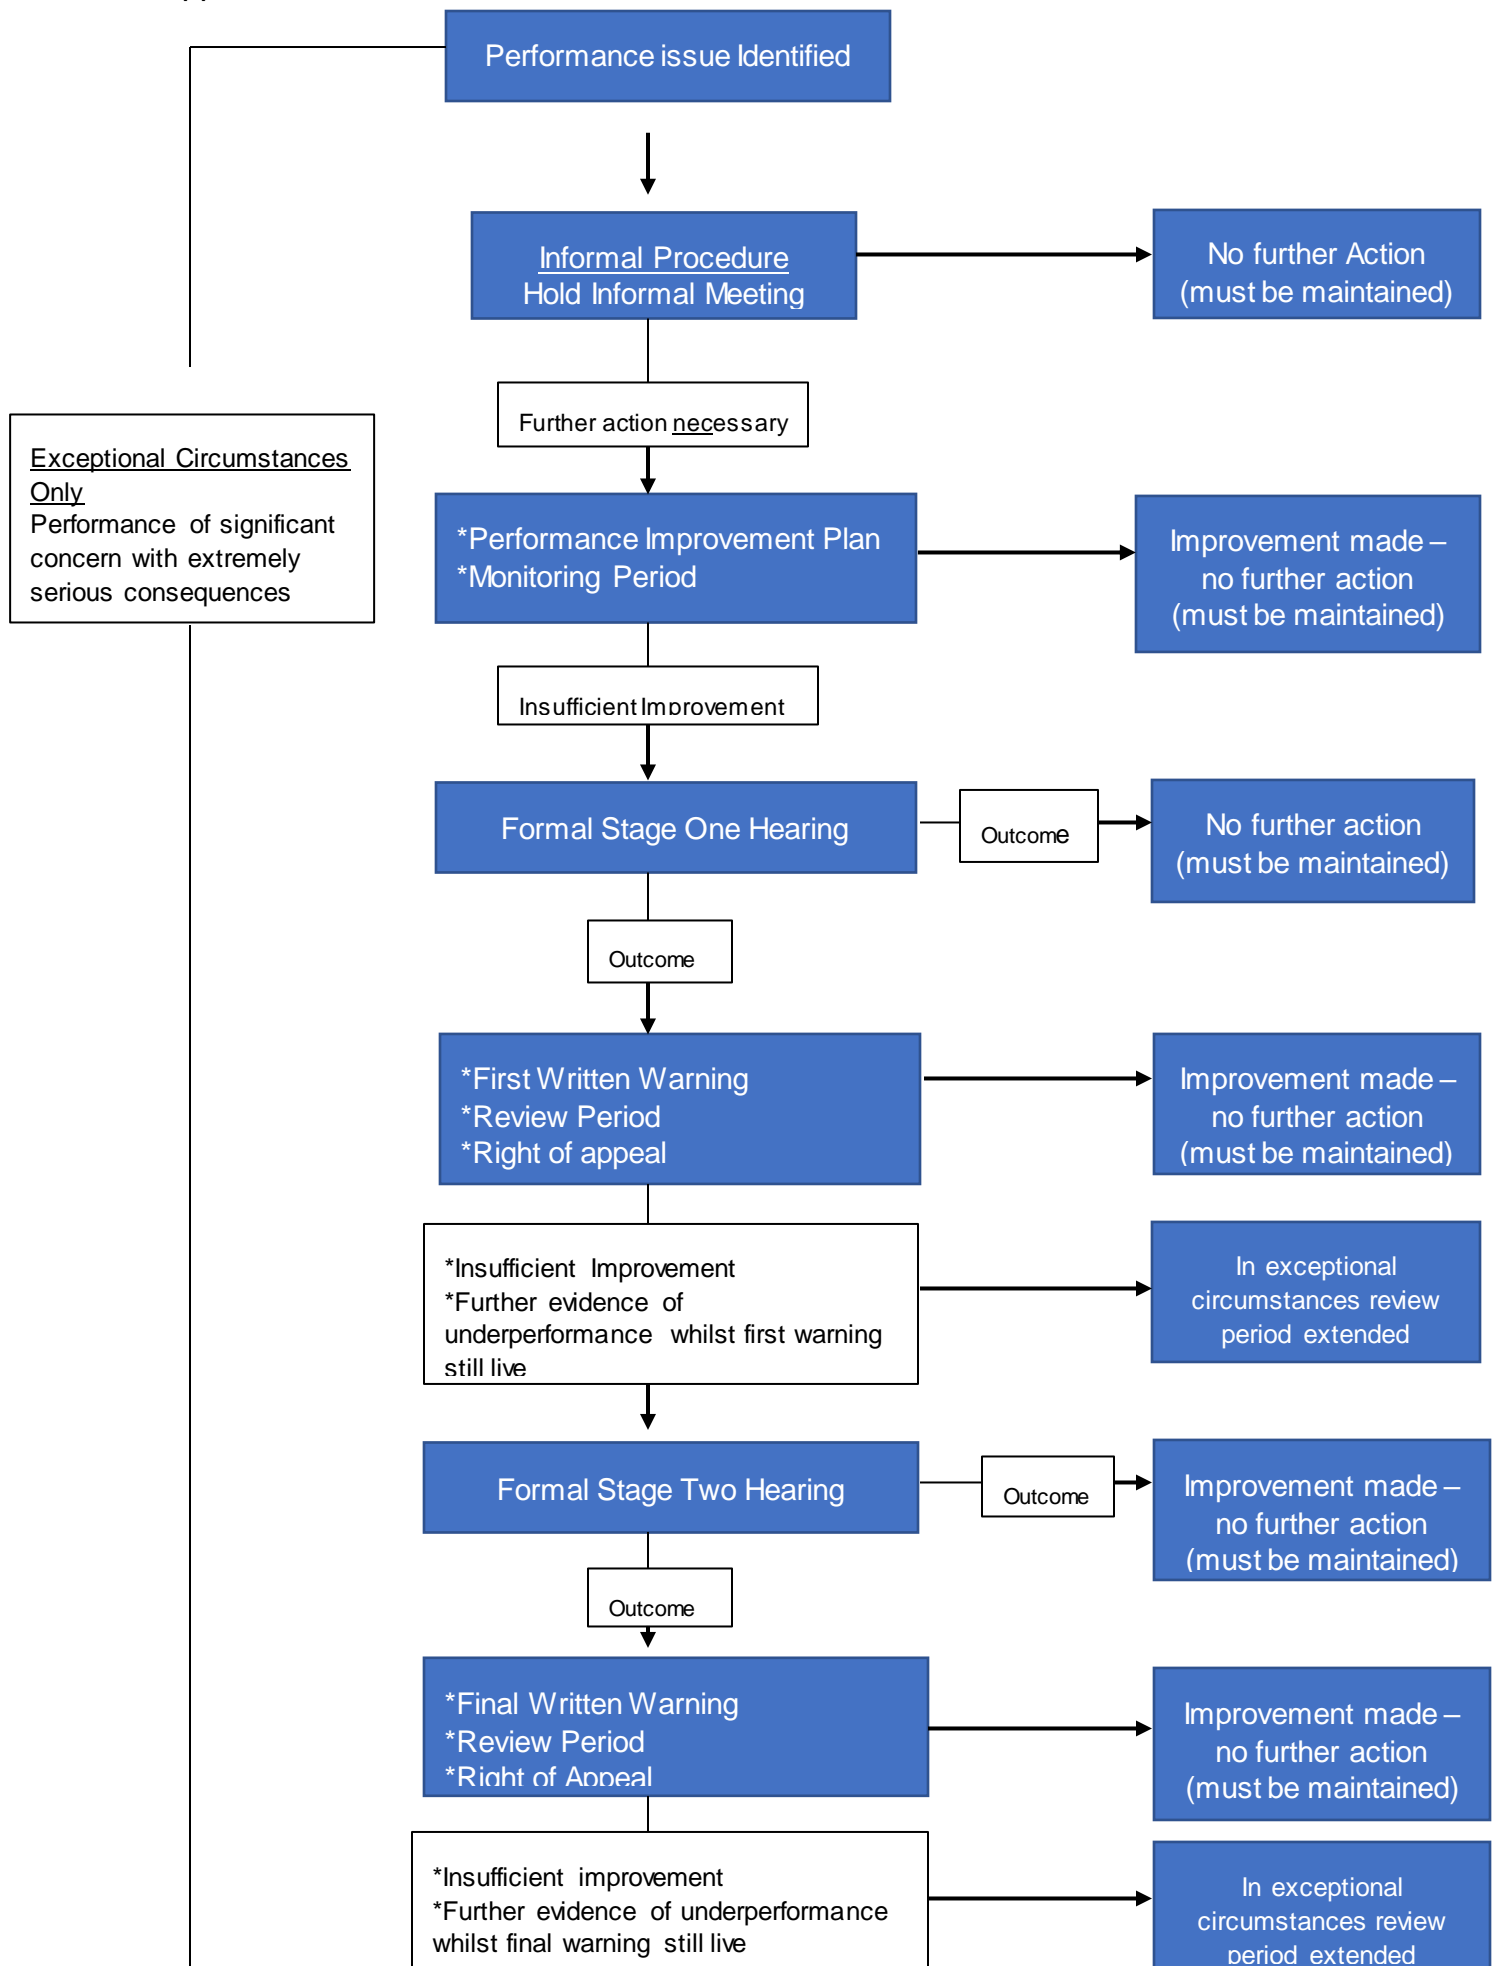 Performance issue Identified
Informal Procedure
Hold Informal Meeting
No further Action
(must be maintained)
Further action necessary
Exceptional Circumstances
Only
Performance of significant
concern with extremely
serious consequences
*Performance Improvement Plan
*Monitoring Period
Improvement made –
no further action
(must be maintained)
Insufficient Improvement
Formal Stage One Hearing
Outcome
No further action
(must be maintained)
Outcome
*First Written Warning
*Review Period
*Right of appeal
Improvement made –
no further action
(must be maintained)
*Insufficient Improvement
*Further evidence of
underperformance whilst first warning
still live
In exceptional
circumstances review
period extended
Formal Stage Two Hearing
Outcome
Improvement made –
no further action
(must be maintained)
Outcome
*Final Written Warning
*Review Period
*Right of Appeal
Improvement made –
no further action
(must be maintained)
*Insufficient improvement
*Further evidence of underperformance
whilst final warning still live
In exceptional
circumstances review
period extended